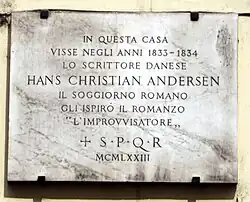 IN QUESTA CASA
VISSE NEGLI ANNI 1833-1834
LO SCRITTORE DANESE
HANS CHRISTIAN ANDERSEN
IL SOGGIORNO ROMANO
GLI ISPIRÒ IL ROMANZO
"L'IMPROVVISATORE„
✢ S·P·Q·R
MCMLXXIII